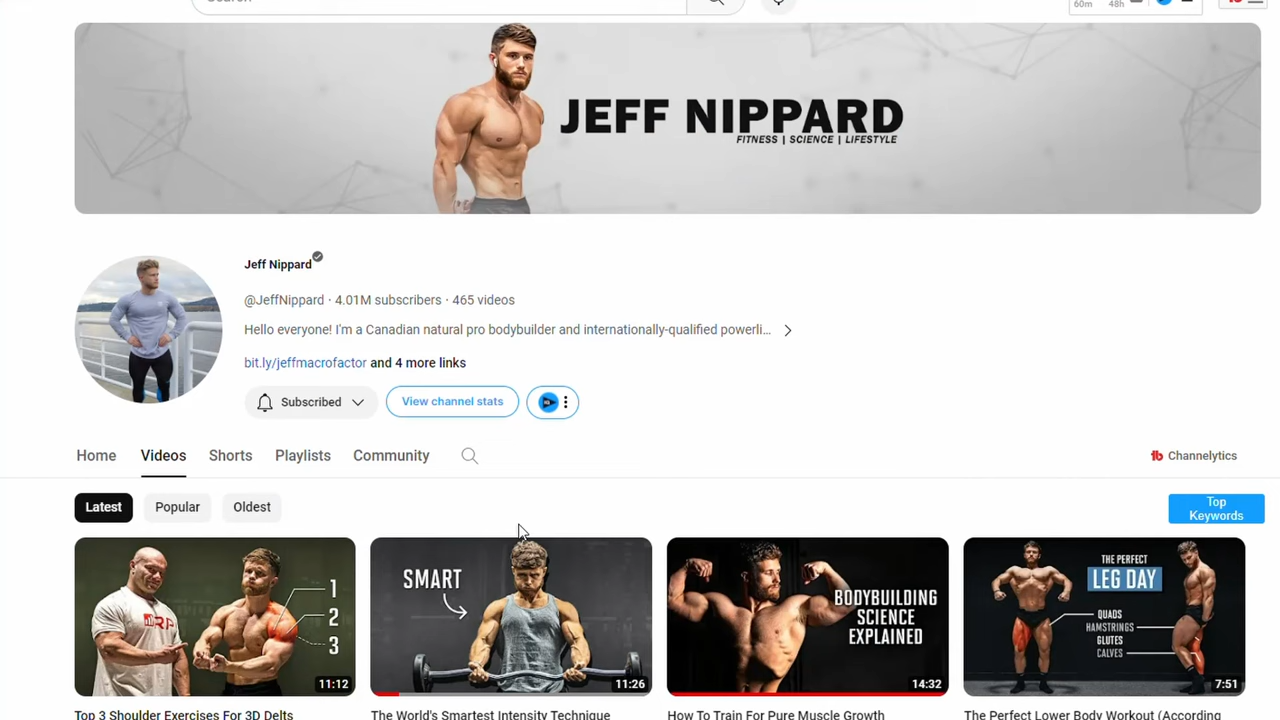 Search
60m 48h
JEFF NIPPARD
FITNESS | SCIENCE | LIFESTYLE
Jeff Nippard
@JeffNippard · 4.01M subscribers · 465 videos
Hello everyone! I'm a Canadian natural pro bodybuilder and internationally-qualified powerli...
bit.ly/jeffmacrofactor and 4 more links
Subscribed
View channel stats
Home Videos Shorts Playlists Community
Channelytics
Latest Popular Oldest
Top
Keywords
RP
1
2
3
11:12
SMART
11:26
BODYBUILDING
SCIENCE
EXPLAINED
14:32
THE PERFECT
LEG DAY
QUADS
HAMSTRINGS
GLUTES
CALVES
7:51
Top 3 Shoulder Exercises For 3D Delts
The World's Smartest Intensity Technique
How To Train For Pure Muscle Growth
The Perfect Lower Body Workout (According